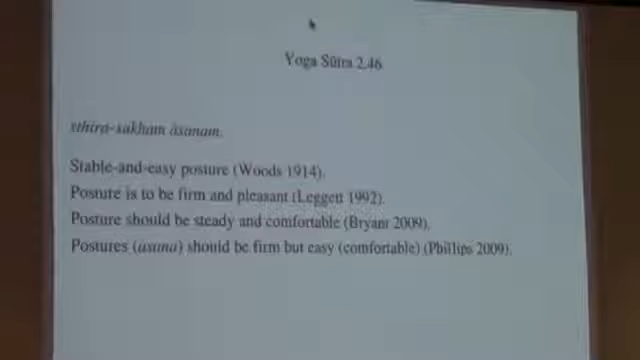 Yoga Sūtra 2.46
sthira-sukham āsanam.
Stable-and-easy posture (Woods 1914).
Posture is to be firm and pleasant (Leggett 1992).
Posture should be steady and comfortable (Bryant 2009).
Postures (āsana) should be firm but easy (comfortable) (Phillips 2009).